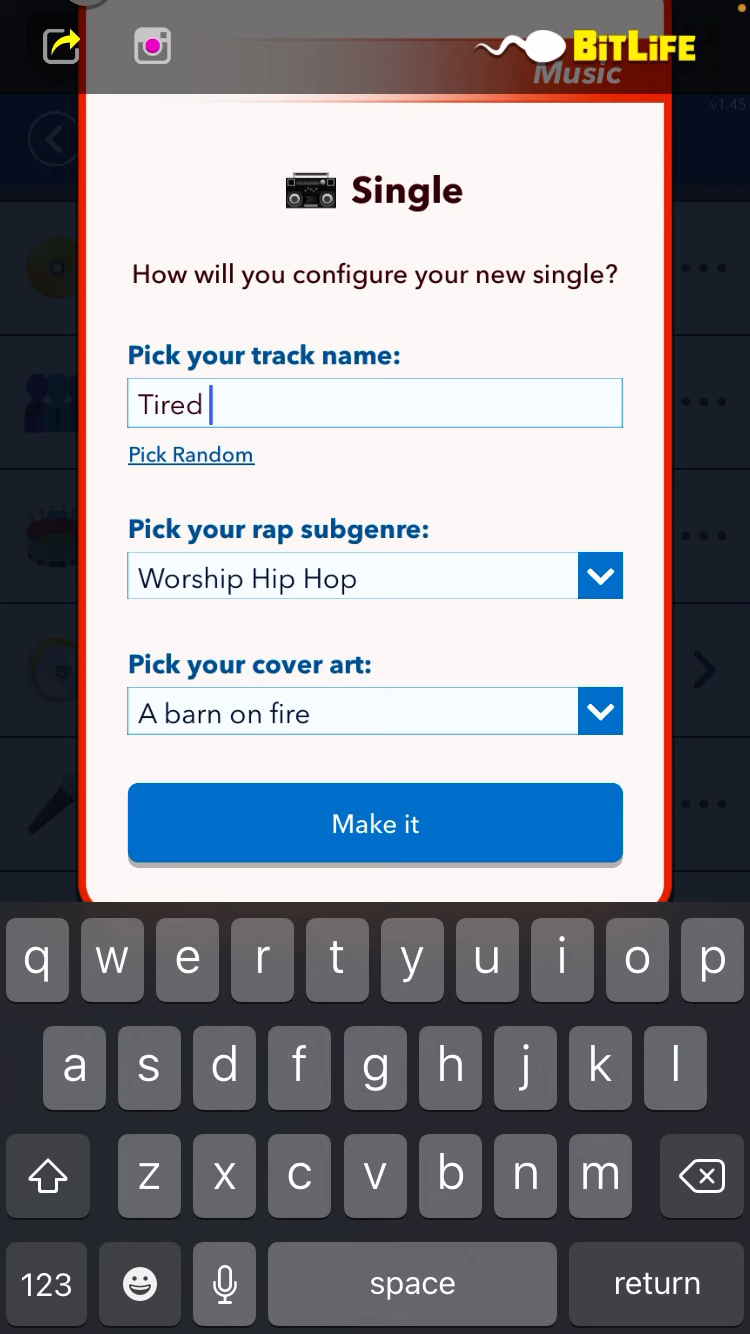 BITLIFE
Music
v1.45
Single
How will you configure your new single?
Pick your track name:
Tired
Pick Random
Pick your rap subgenre:
Worship Hip Hop
Pick your cover art:
A barn on fire
Make it
q w e r t y u i o p
a s d f g h j k l
z x c v b n m
123 space return